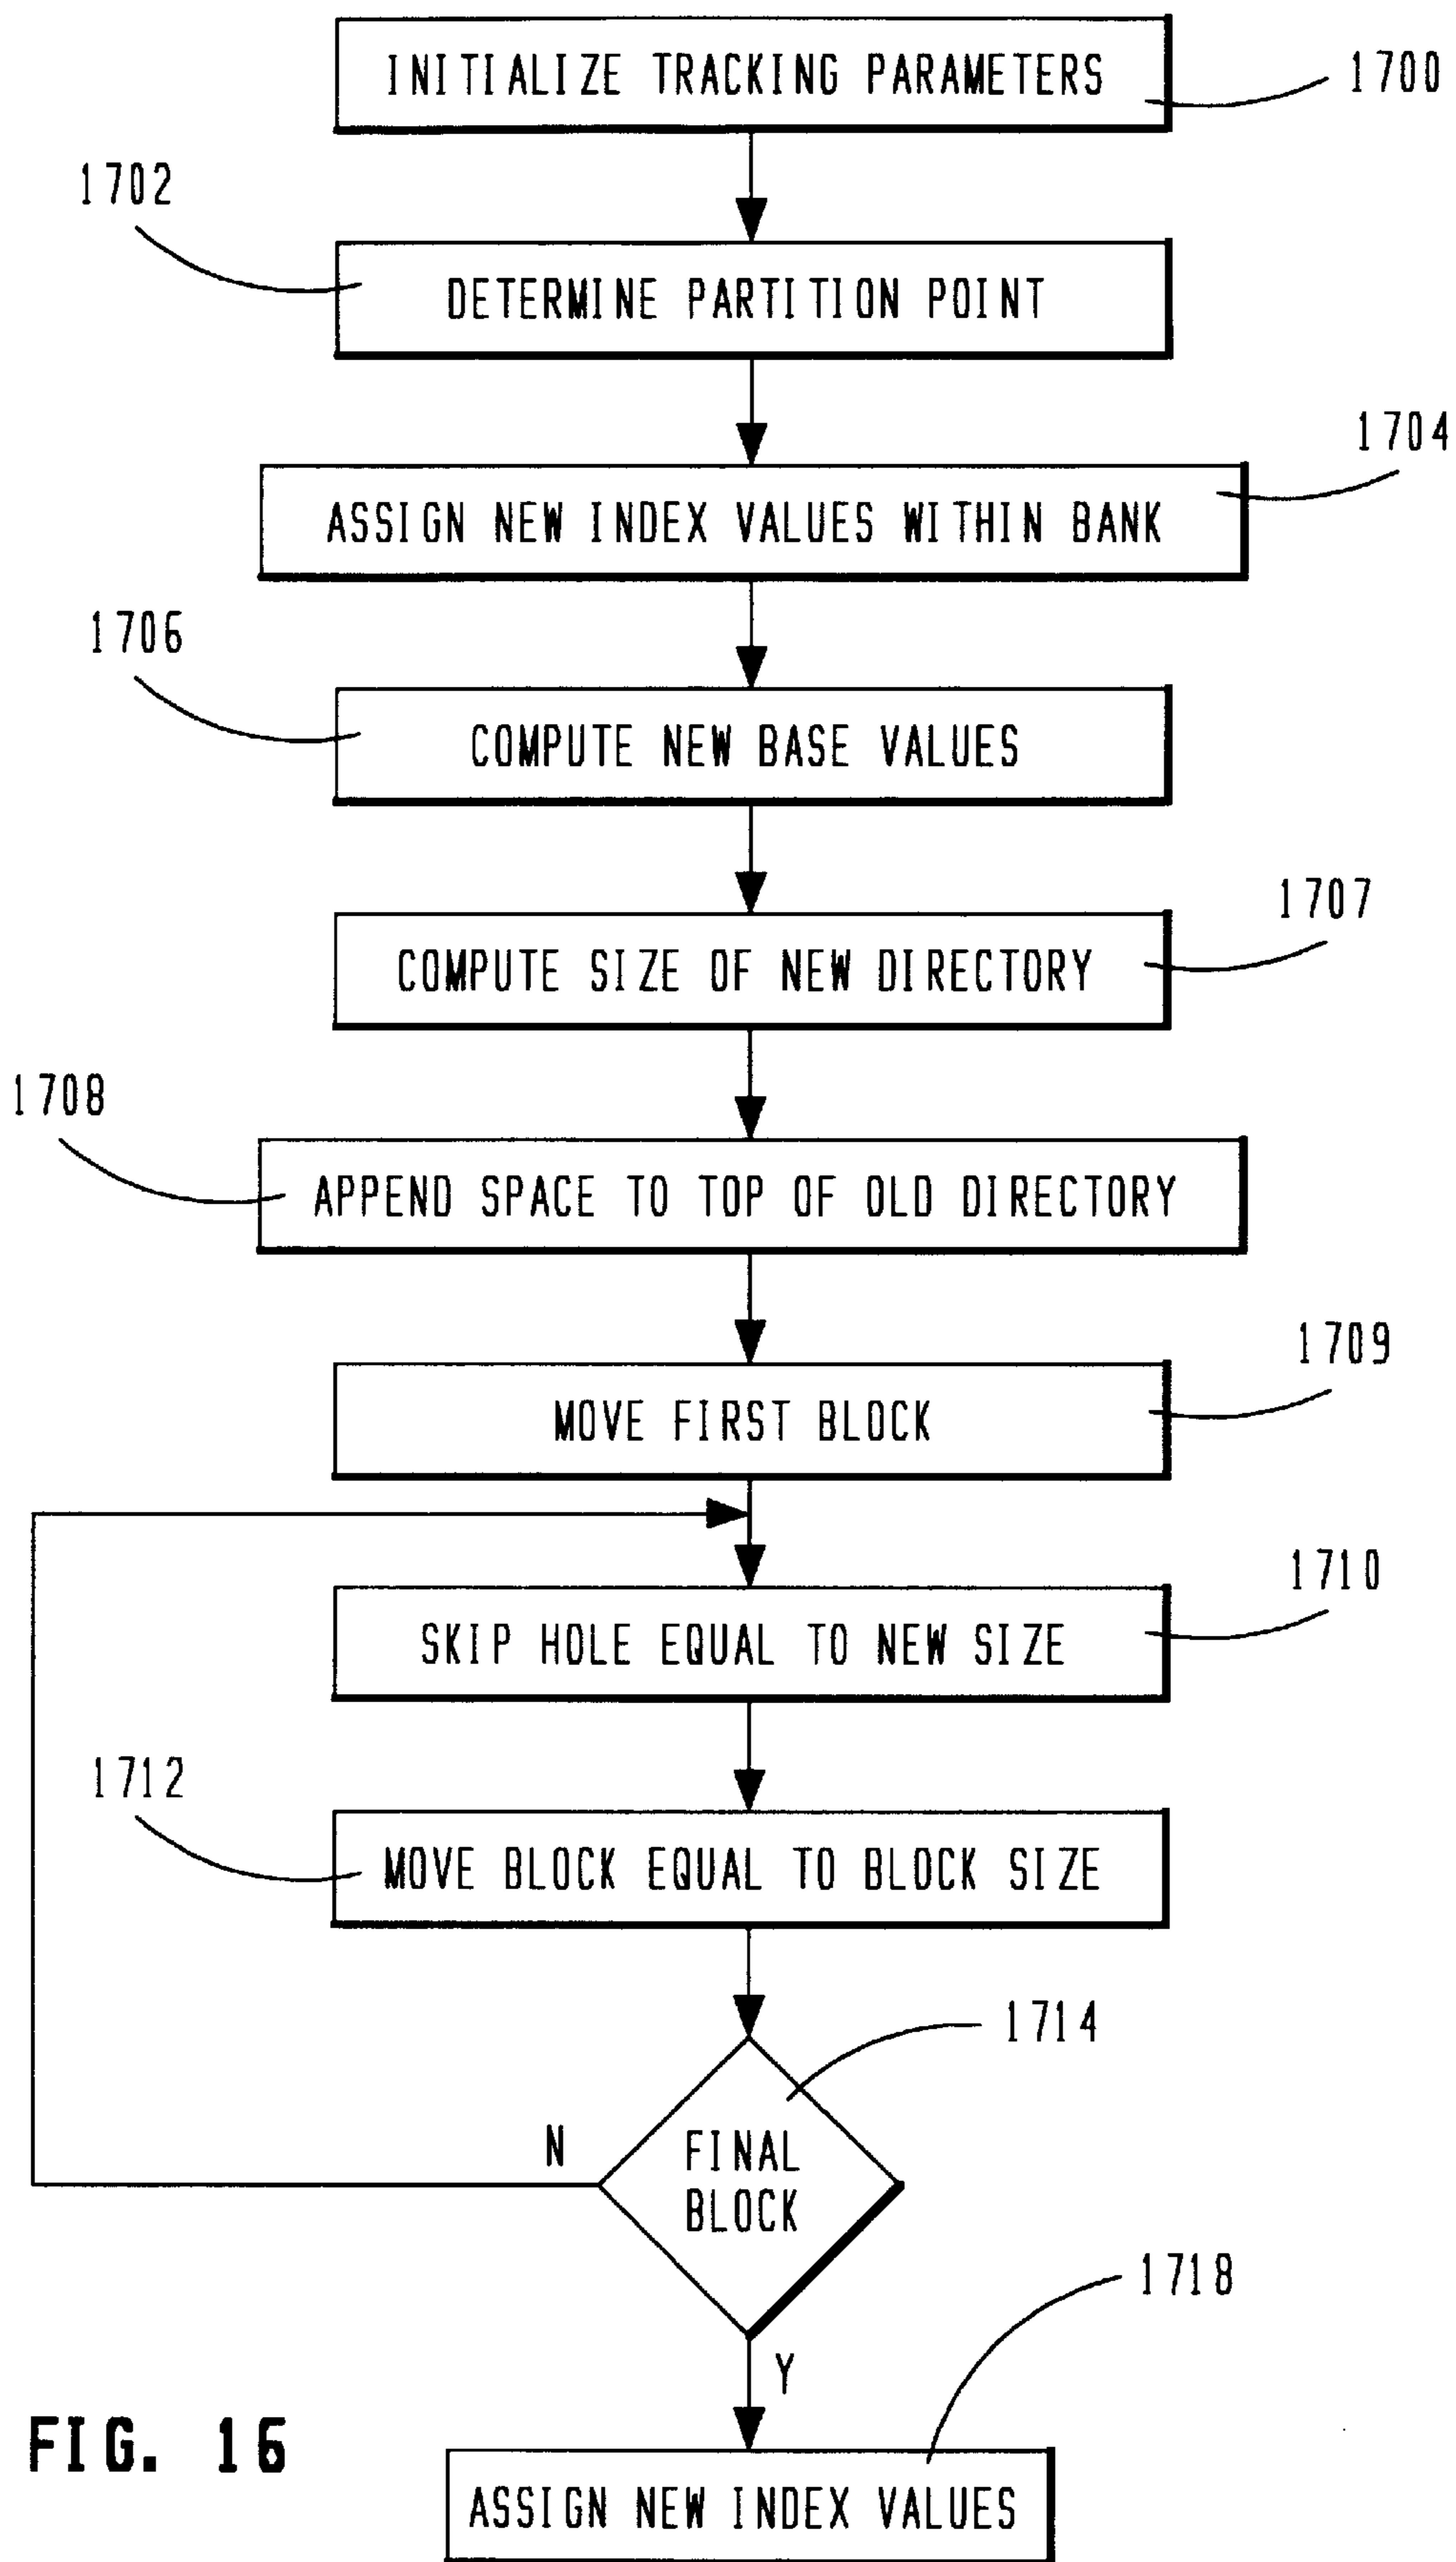 INITIALIZE TRACKING PARAMETERS
1700
1702
DETERMINE PARTITION POINT
1704
ASSIGN NEW INDEX VALUES WITHIN BANK
1706
COMPUTE NEW BASE VALUES
1707
COMPUTE SIZE OF NEW DIRECTORY
1708
APPEND SPACE TO TOP OF OLD DIRECTORY
1709
MOVE FIRST BLOCK
1710
SKIP HOLE EQUAL TO NEW SIZE
1712
MOVE BLOCK EQUAL TO BLOCK SIZE
1714
N
FINAL
BLOCK
1718
Y
FIG. 16
ASSIGN NEW INDEX VALUES